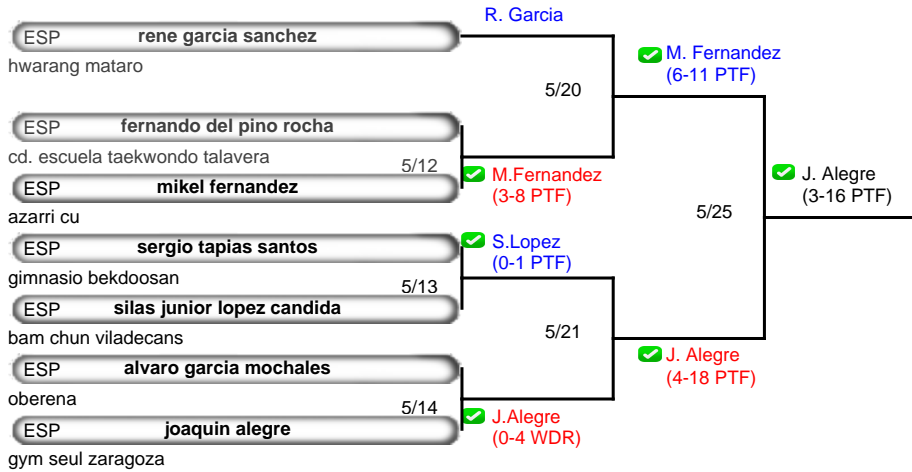 R. Garcia
ESP rene garcia sanchez
hwarang mataro
M. Fernandez
(6-11 PTF)
5/20
ESP fernando del pino rocha
cd. escuela taekwondo talavera
5/12
M.Fernandez
(3-8 PTF)
ESP mikel fernandez
azarri cu
J. Alegre
(3-16 PTF)
5/25
ESP sergio tapias santos
gimnasio bekdoosan
S.Lopez
(0-1 PTF)
5/13
ESP silas junior lopez candida
bam chun viladecans
5/21
J. Alegre
(4-18 PTF)
ESP alvaro garcia mochales
oberena
5/14
J.Alegre
(0-4 WDR)
ESP joaquin alegre
gym seul zaragoza